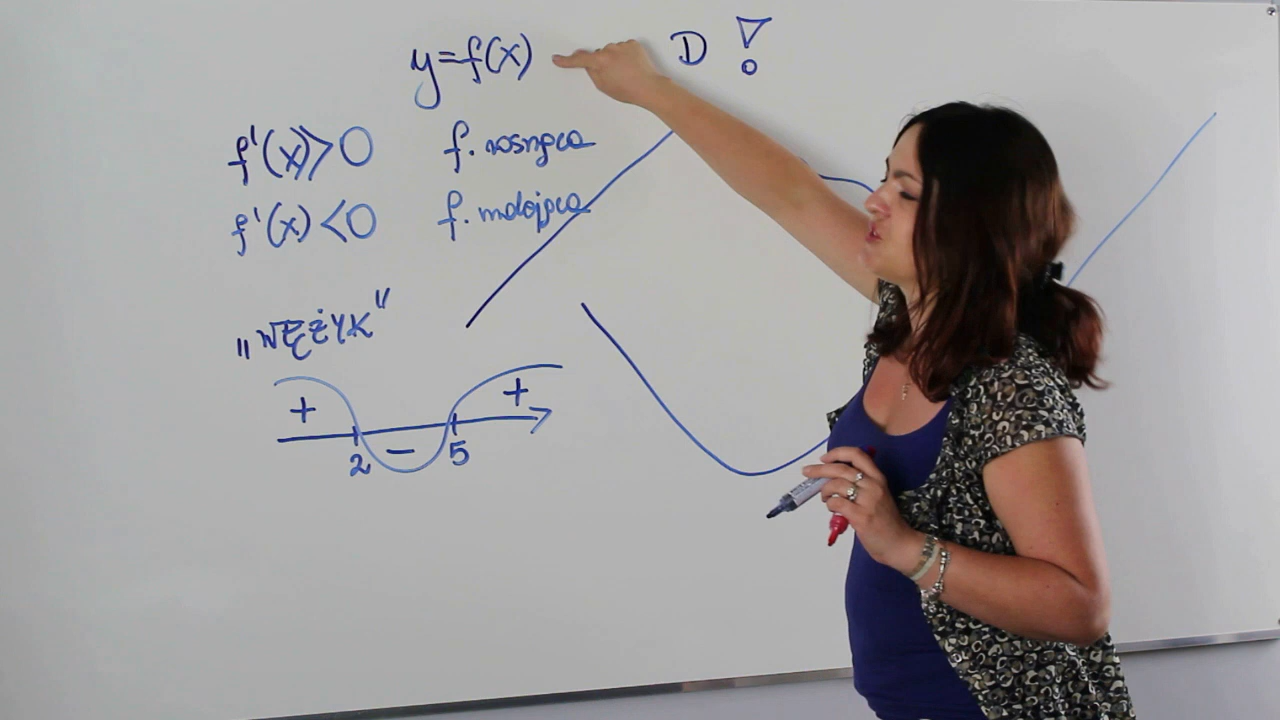 y=f(x) D !
f'(x)>0 f. rosnąca
f'(x)<0 f. malejąca
„WĘŻYK"
+ - +
2 5